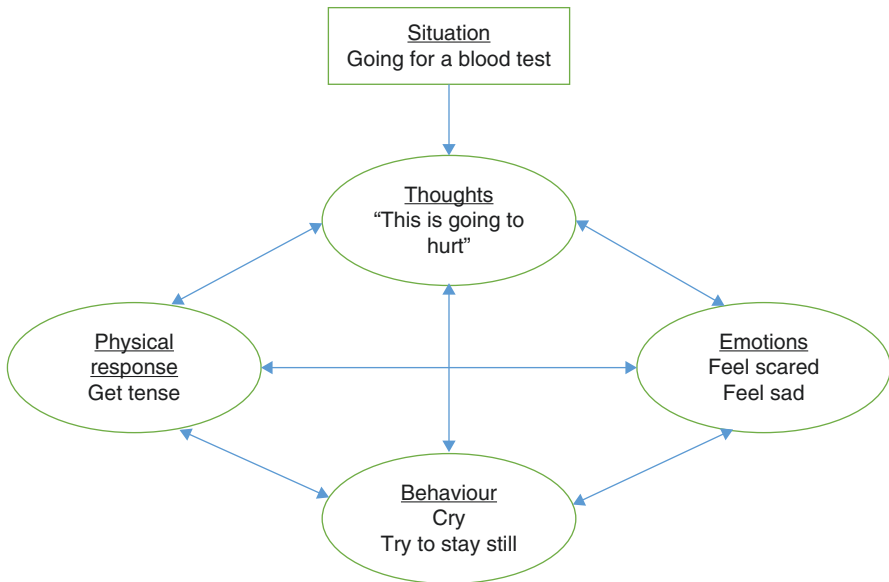 Situation
Going for a blood test
Thoughts
“This is going to
hurt”
Physical
response
Get tense
Emotions
Feel scared
Feel sad
Behaviour
Cry
Try to stay still